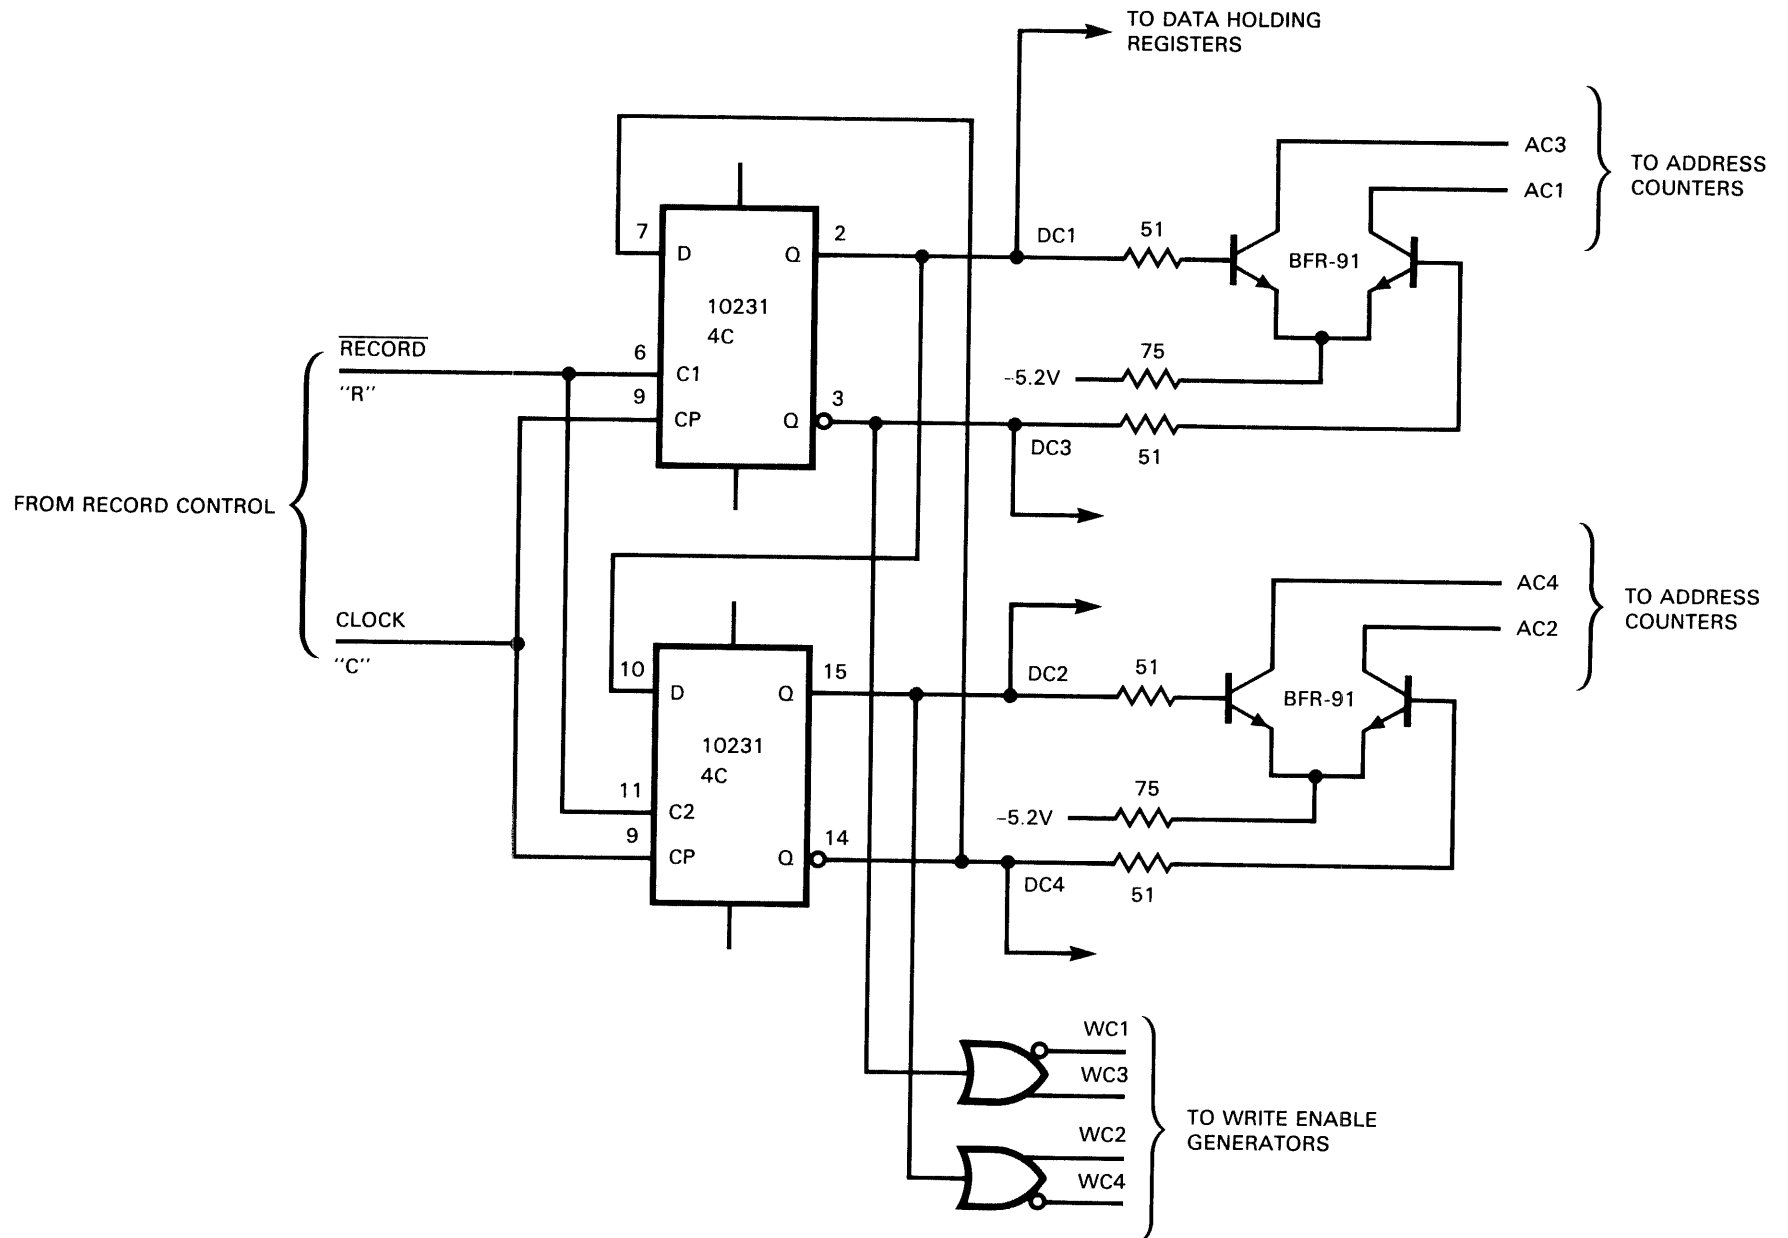 TO DATA HOLDING
REGISTERS
AC3
AC1
TO ADDRESS
COUNTERS
7
D
Q
2
DC1
51
BFR-91
10231
4C
RECORD
"R"
6
C1
9
CP
Q
3
-5.2V
75
DC3
51
FROM RECORD CONTROL
CLOCK
"C"
AC4
AC2
TO ADDRESS
COUNTERS
10
D
Q
15
DC2
51
BFR-91
10231
4C
11
C2
9
CP
Q
14
-5.2V
75
DC4
51
WC1
WC3
WC2
WC4
TO WRITE ENABLE
GENERATORS